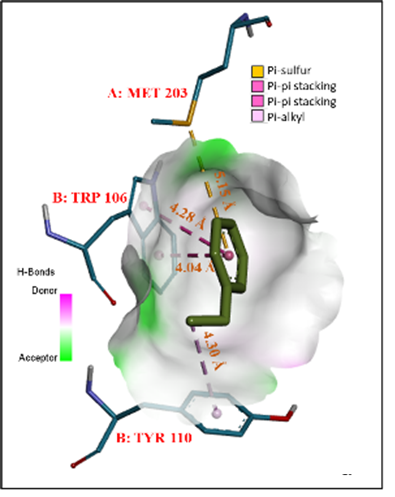 A: MET 203
Pi-sulfur
Pi-pi stacking
Pi-pi stacking
Pi-alkyl
B: TRP 106
4.28 Å
4.04 Å
H-Bonds
Donor
Acceptor
4.30 Å
B: TYR 110